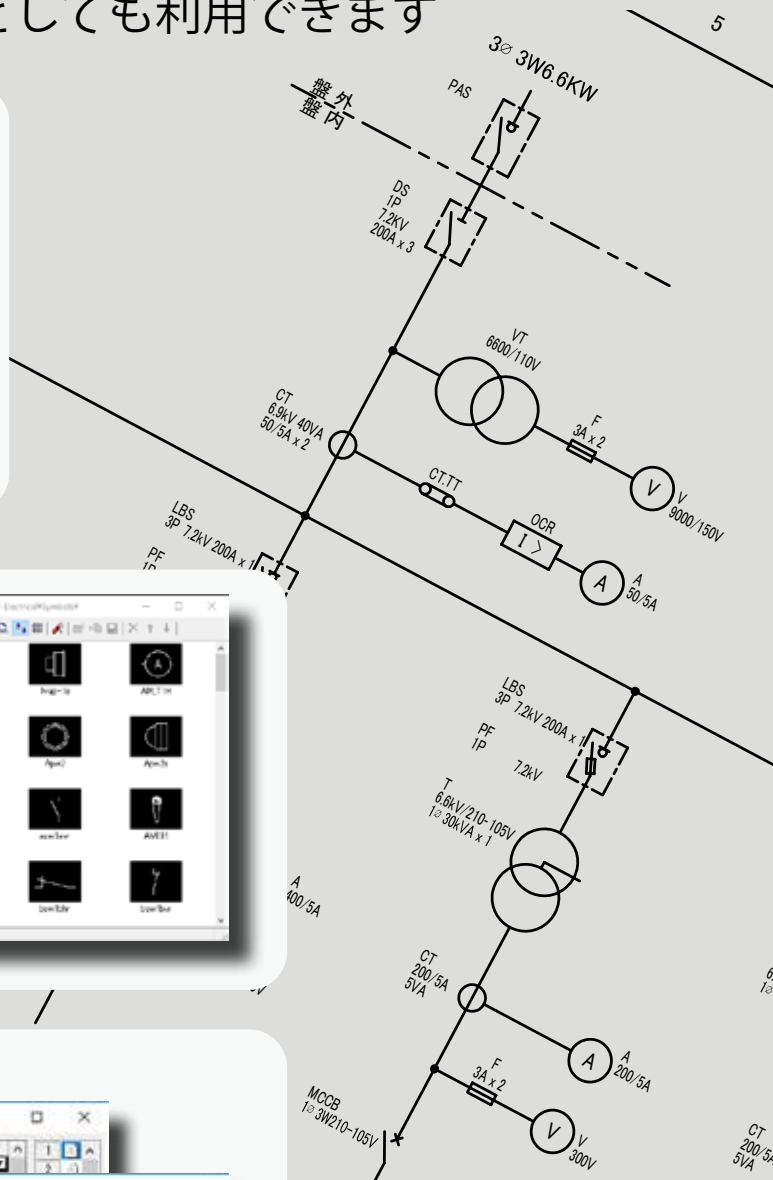 しても利用できます
5
3∅ 3W6.6KW
盤外
盤内
PAS
DS
1P
7.2KV
200A x 3
VT
6600/110V
CT
6.9kV 40VA
50/5A x 2
F
3A x 2
V
V
9000/150V
CT.TT
OCR
I >
A
A
50/5A
LBS
3P 7.2kV 200A x 1
PF
1P
LBS
3P 7.2kV 200A x 1
PF
1P 7.2kV
T
6.6kV/210-105V
1∅ 30kVA x 1
A
400/5A
CT
200/5A
5VA
A
A
200/5A
F
3A x 2
MCCB
1∅ 3W210-105V
V
V
300V
CT
200/5A
5VA
1
3
2